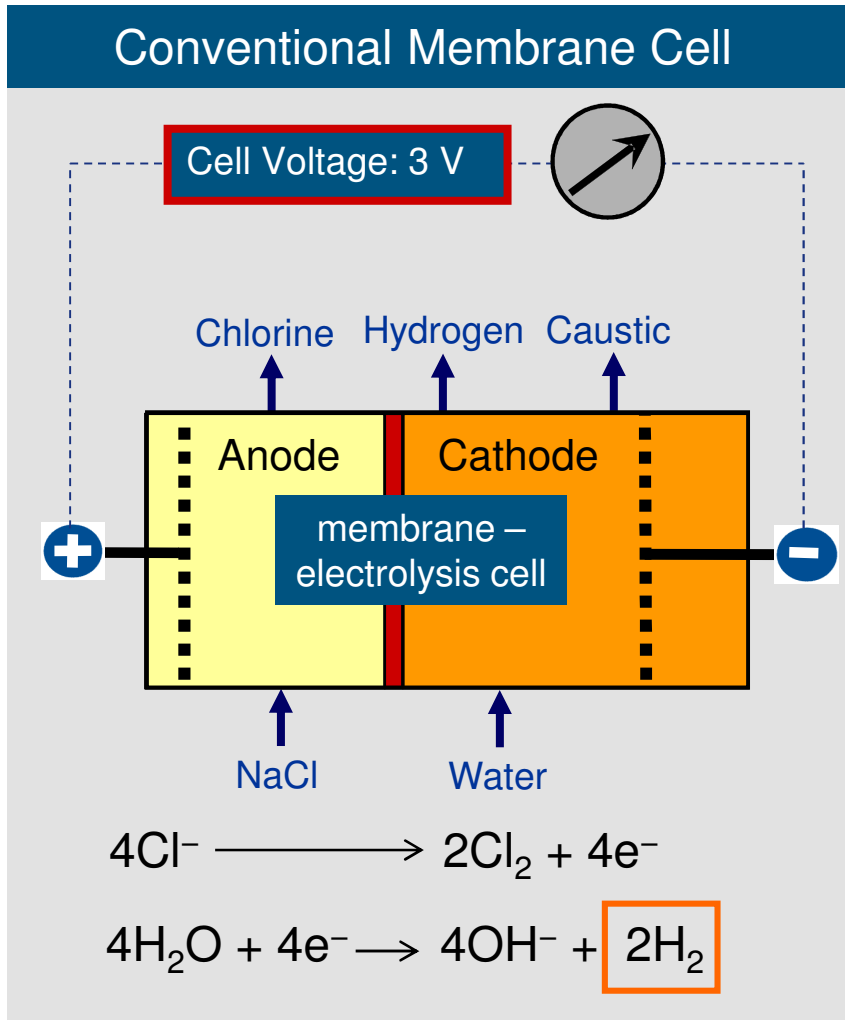 Conventional Membrane Cell
Cell Voltage: 3 V
Chlorine Hydrogen Caustic
Anode Cathode
membrane –
electrolysis cell
+ −
NaCl Water
4Cl⁻ ⟶ 2Cl₂ + 4e⁻
4H₂O + 4e⁻ ⟶ 4OH⁻ + 2H₂